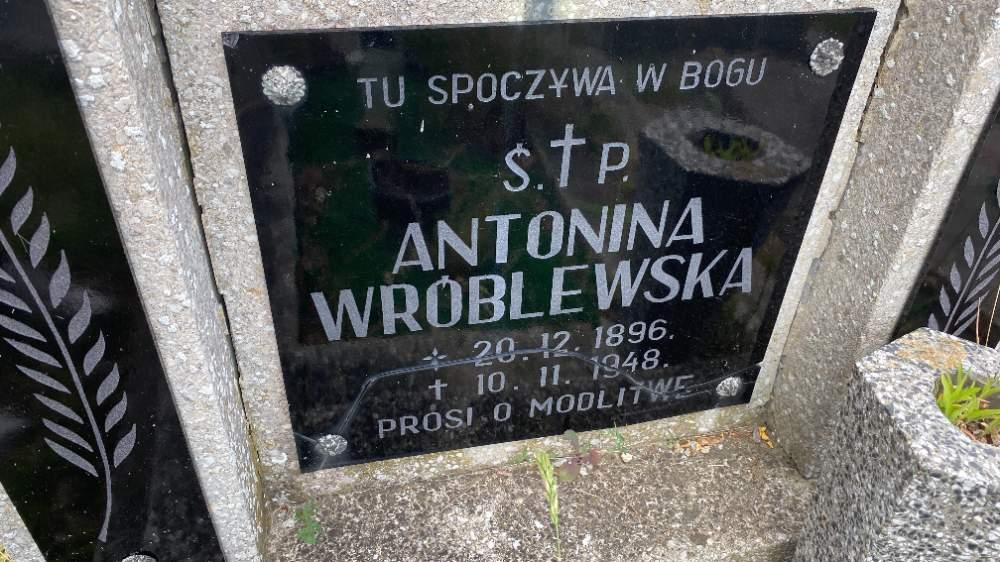 TU SPOCZYWA W BOGU
Ś. † P.
ANTONINA
WRÓBLEWSKA
20. 12. 1896.
† 10. 11. 1948.
PROSI O MODLITWĘ